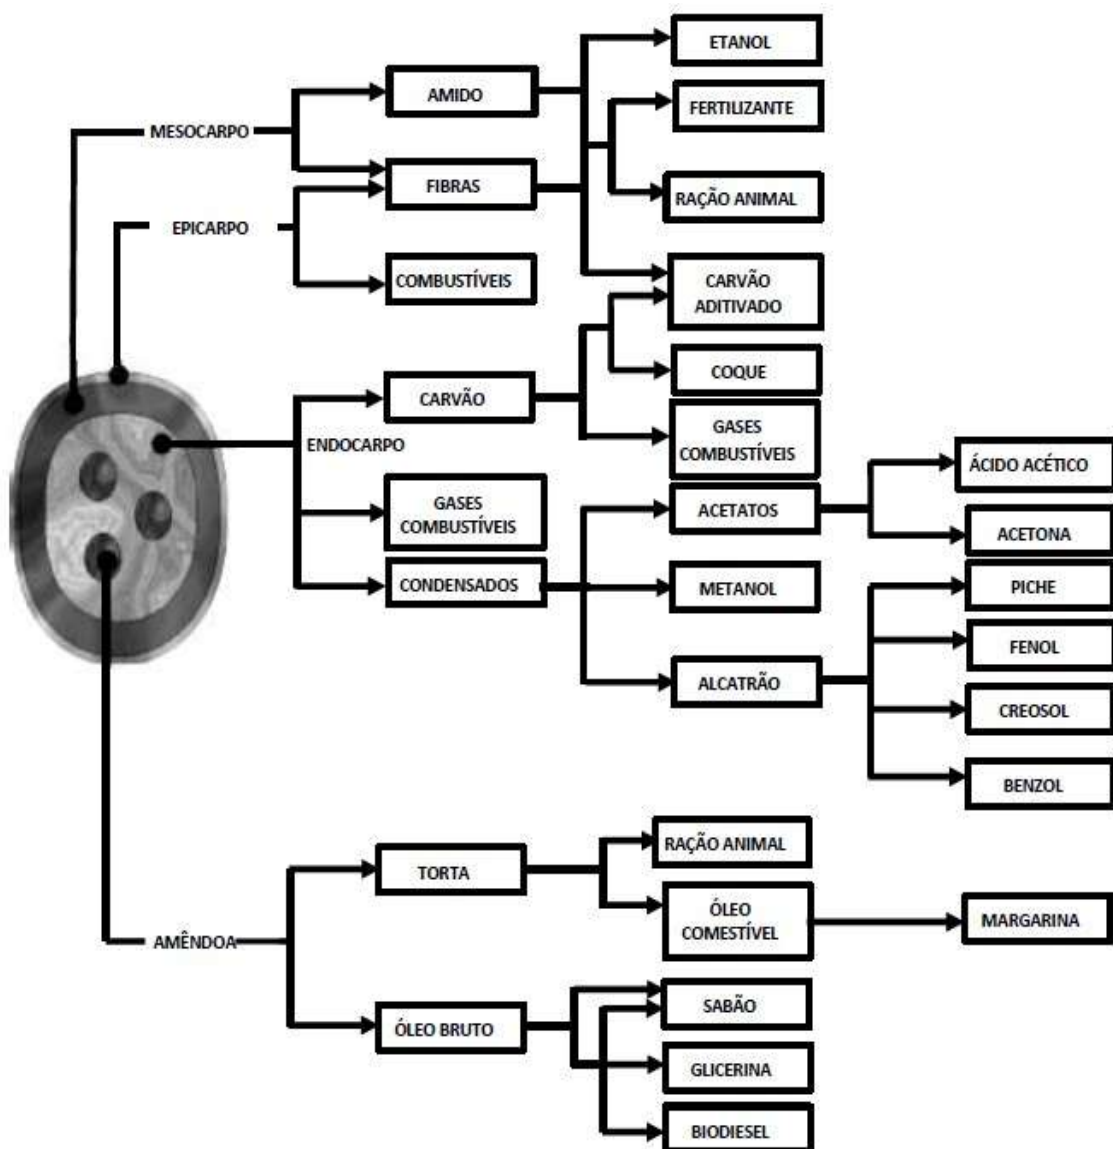 ETANOL
AMIDO
FERTILIZANTE
MESOCARPO
FIBRAS
RAÇÃO ANIMAL
EPICARPO
COMBUSTÍVEIS
CARVÃO
ADITIVADO
CARVÃO
COQUE
ENDOCARPO
GASES
COMBUSTÍVEIS
ÁCIDO ACÉTICO
GASES
COMBUSTÍVEIS
ACETATOS
ACETONA
CONDENSADOS
METANOL
PICHE
FENOL
ALCATRÃO
CREOSOL
BENZOL
RAÇÃO ANIMAL
TORTA
ÓLEO
COMESTÍVEL
MARGARINA
AMÊNDOA
SABÃO
ÓLEO BRUTO
GLICERINA
BIODIESEL